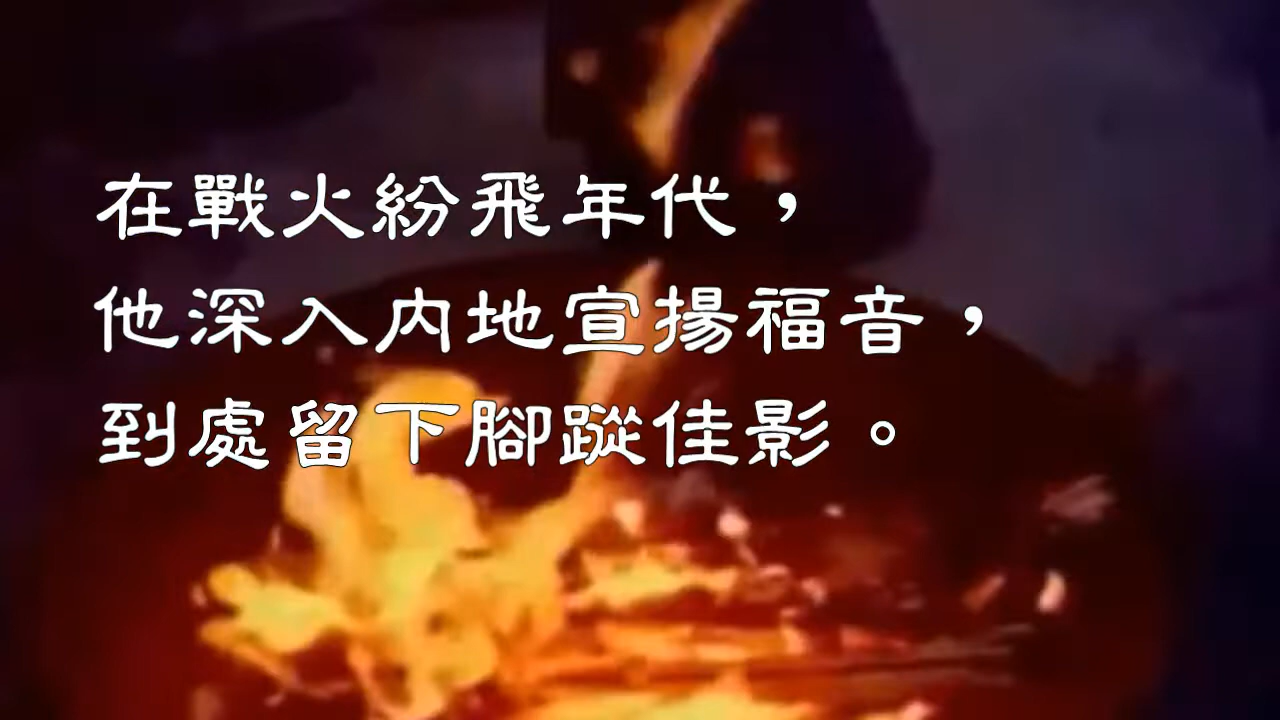 在戰火紛飛年代，
他深入內地宣揚福音，
到處留下腳蹤佳影。